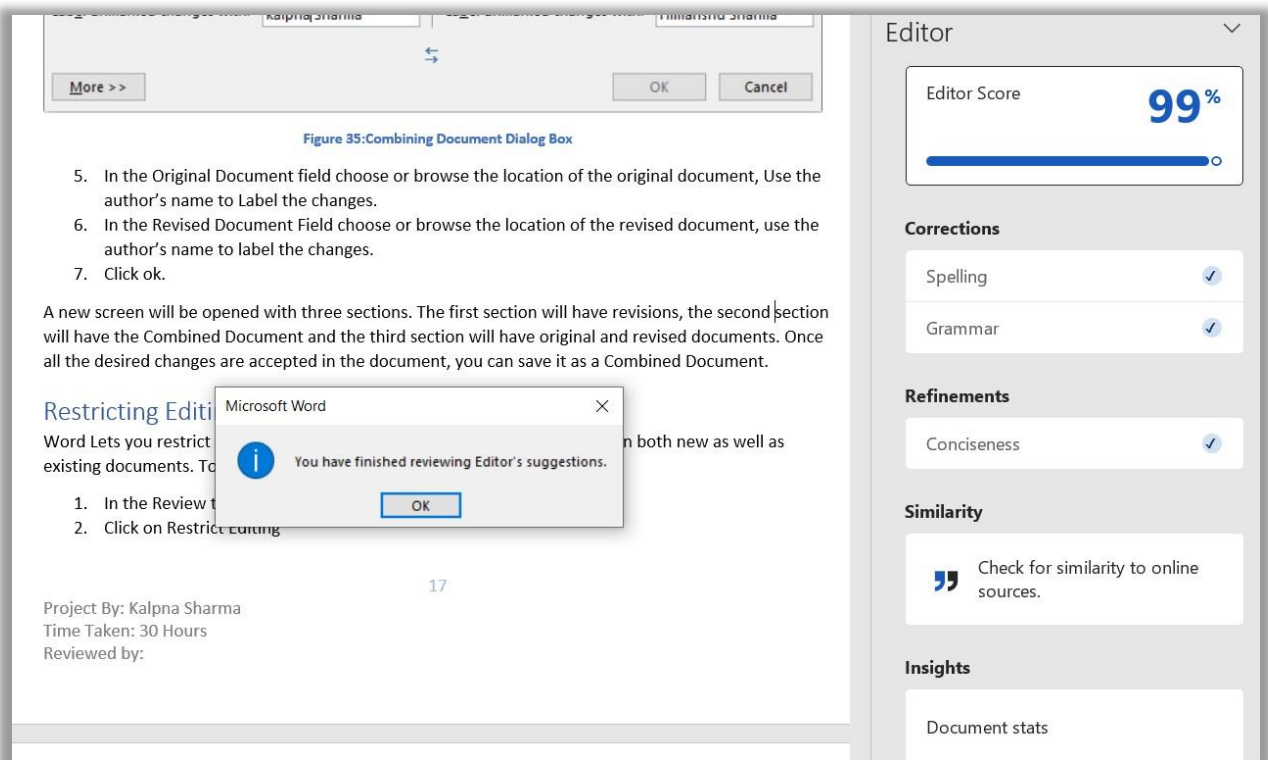 More >>
OK
Cancel
Figure 35:Combining Document Dialog Box
5. In the Original Document field choose or browse the location of the original document, Use the
author's name to Label the changes.
6. In the Revised Document Field choose or browse the location of the revised document, use the
author's name to label the changes.
7. Click ok.
A new screen will be opened with three sections. The first section will have revisions, the second section
will have the Combined Document and the third section will have original and revised documents. Once
all the desired changes are accepted in the document, you can save it as a Combined Document.
Restricting Editi
Word Lets you restrict
n both new as well as
existing documents. To
1. In the Review t
2. Click on Restrict Editing
Microsoft Word
You have finished reviewing Editor's suggestions.
OK
17
Project By: Kalpna Sharma
Time Taken: 30 Hours
Reviewed by:
Editor
Editor Score
99%
Corrections
Spelling
Grammar
Refinements
Conciseness
Similarity
Check for similarity to online
sources.
Insights
Document stats